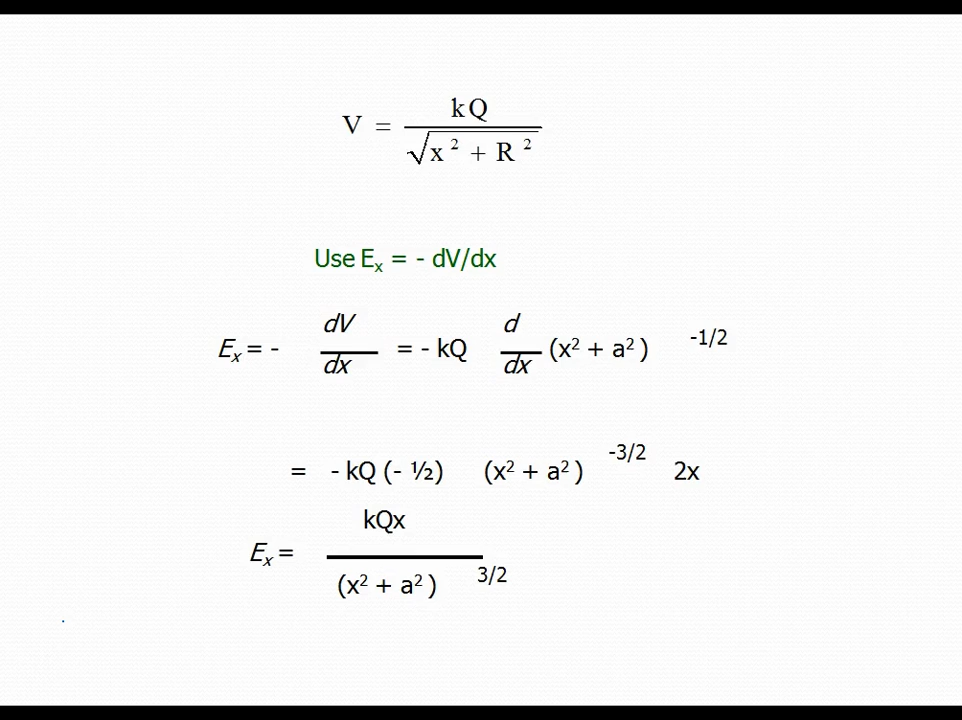 V = kQ / √(x² + R²)
Use Eₓ = - dV/dx
Eₓ = - dV/dx = - kQ d/dx (x² + a² ) -1/2
= - kQ (- ½) (x² + a² ) -3/2 2x
Eₓ = kQx / (x² + a² ) 3/2